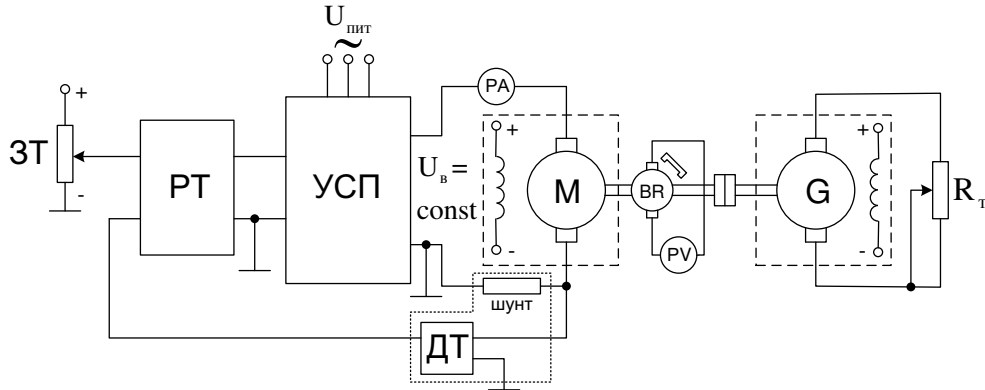 U пит
~
ЗТ
+
-
РТ
УСП
PA
U в =
const
+
-
M
BR
PV
G
+
-
R т
шунт
ДТ